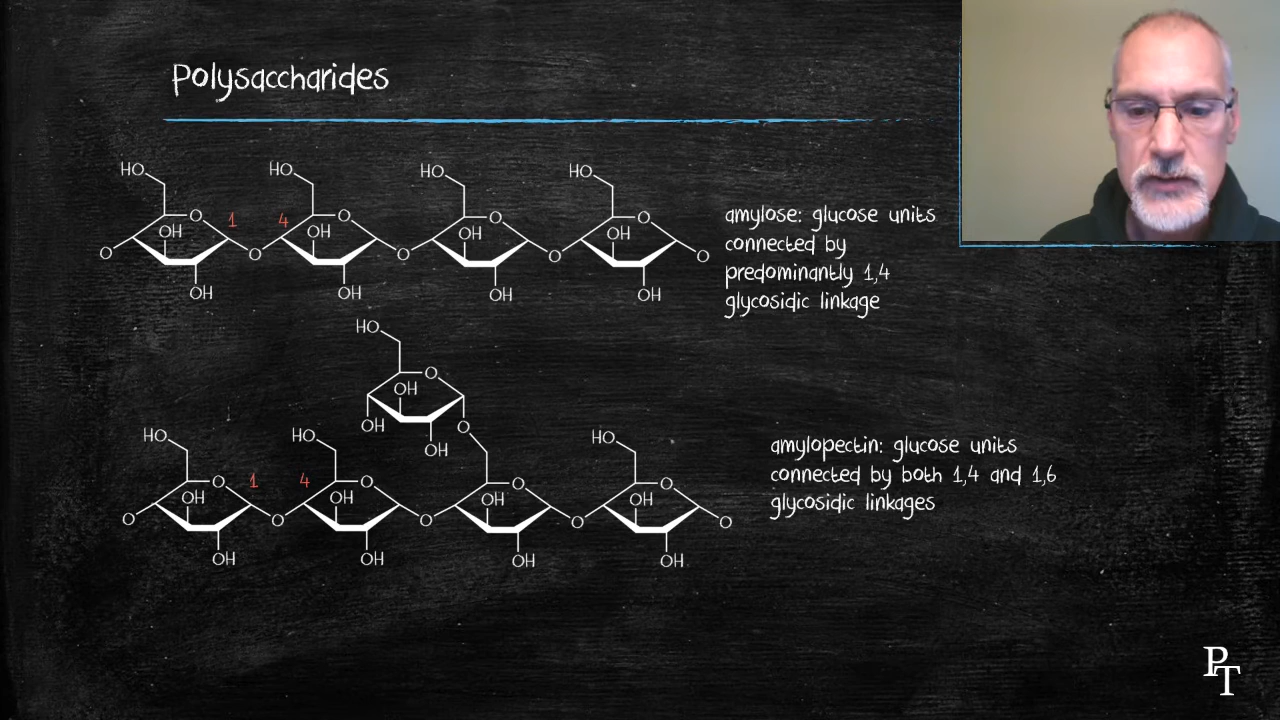 Polysaccharides
HO HO HO HO
O O O O
1 4
OH OH OH OH
O O O O O
OH OH OH OH
amylose: glucose units
connected by
predominantly 1,4
glycosidic linkage
HO
O
OH
OH
O
OH
HO HO HO
O O O O
1 4
OH OH OH OH
O O O O O
OH OH OH OH
amylopectin: glucose units
connected by both 1,4 and 1,6
glycosidic linkages
PT